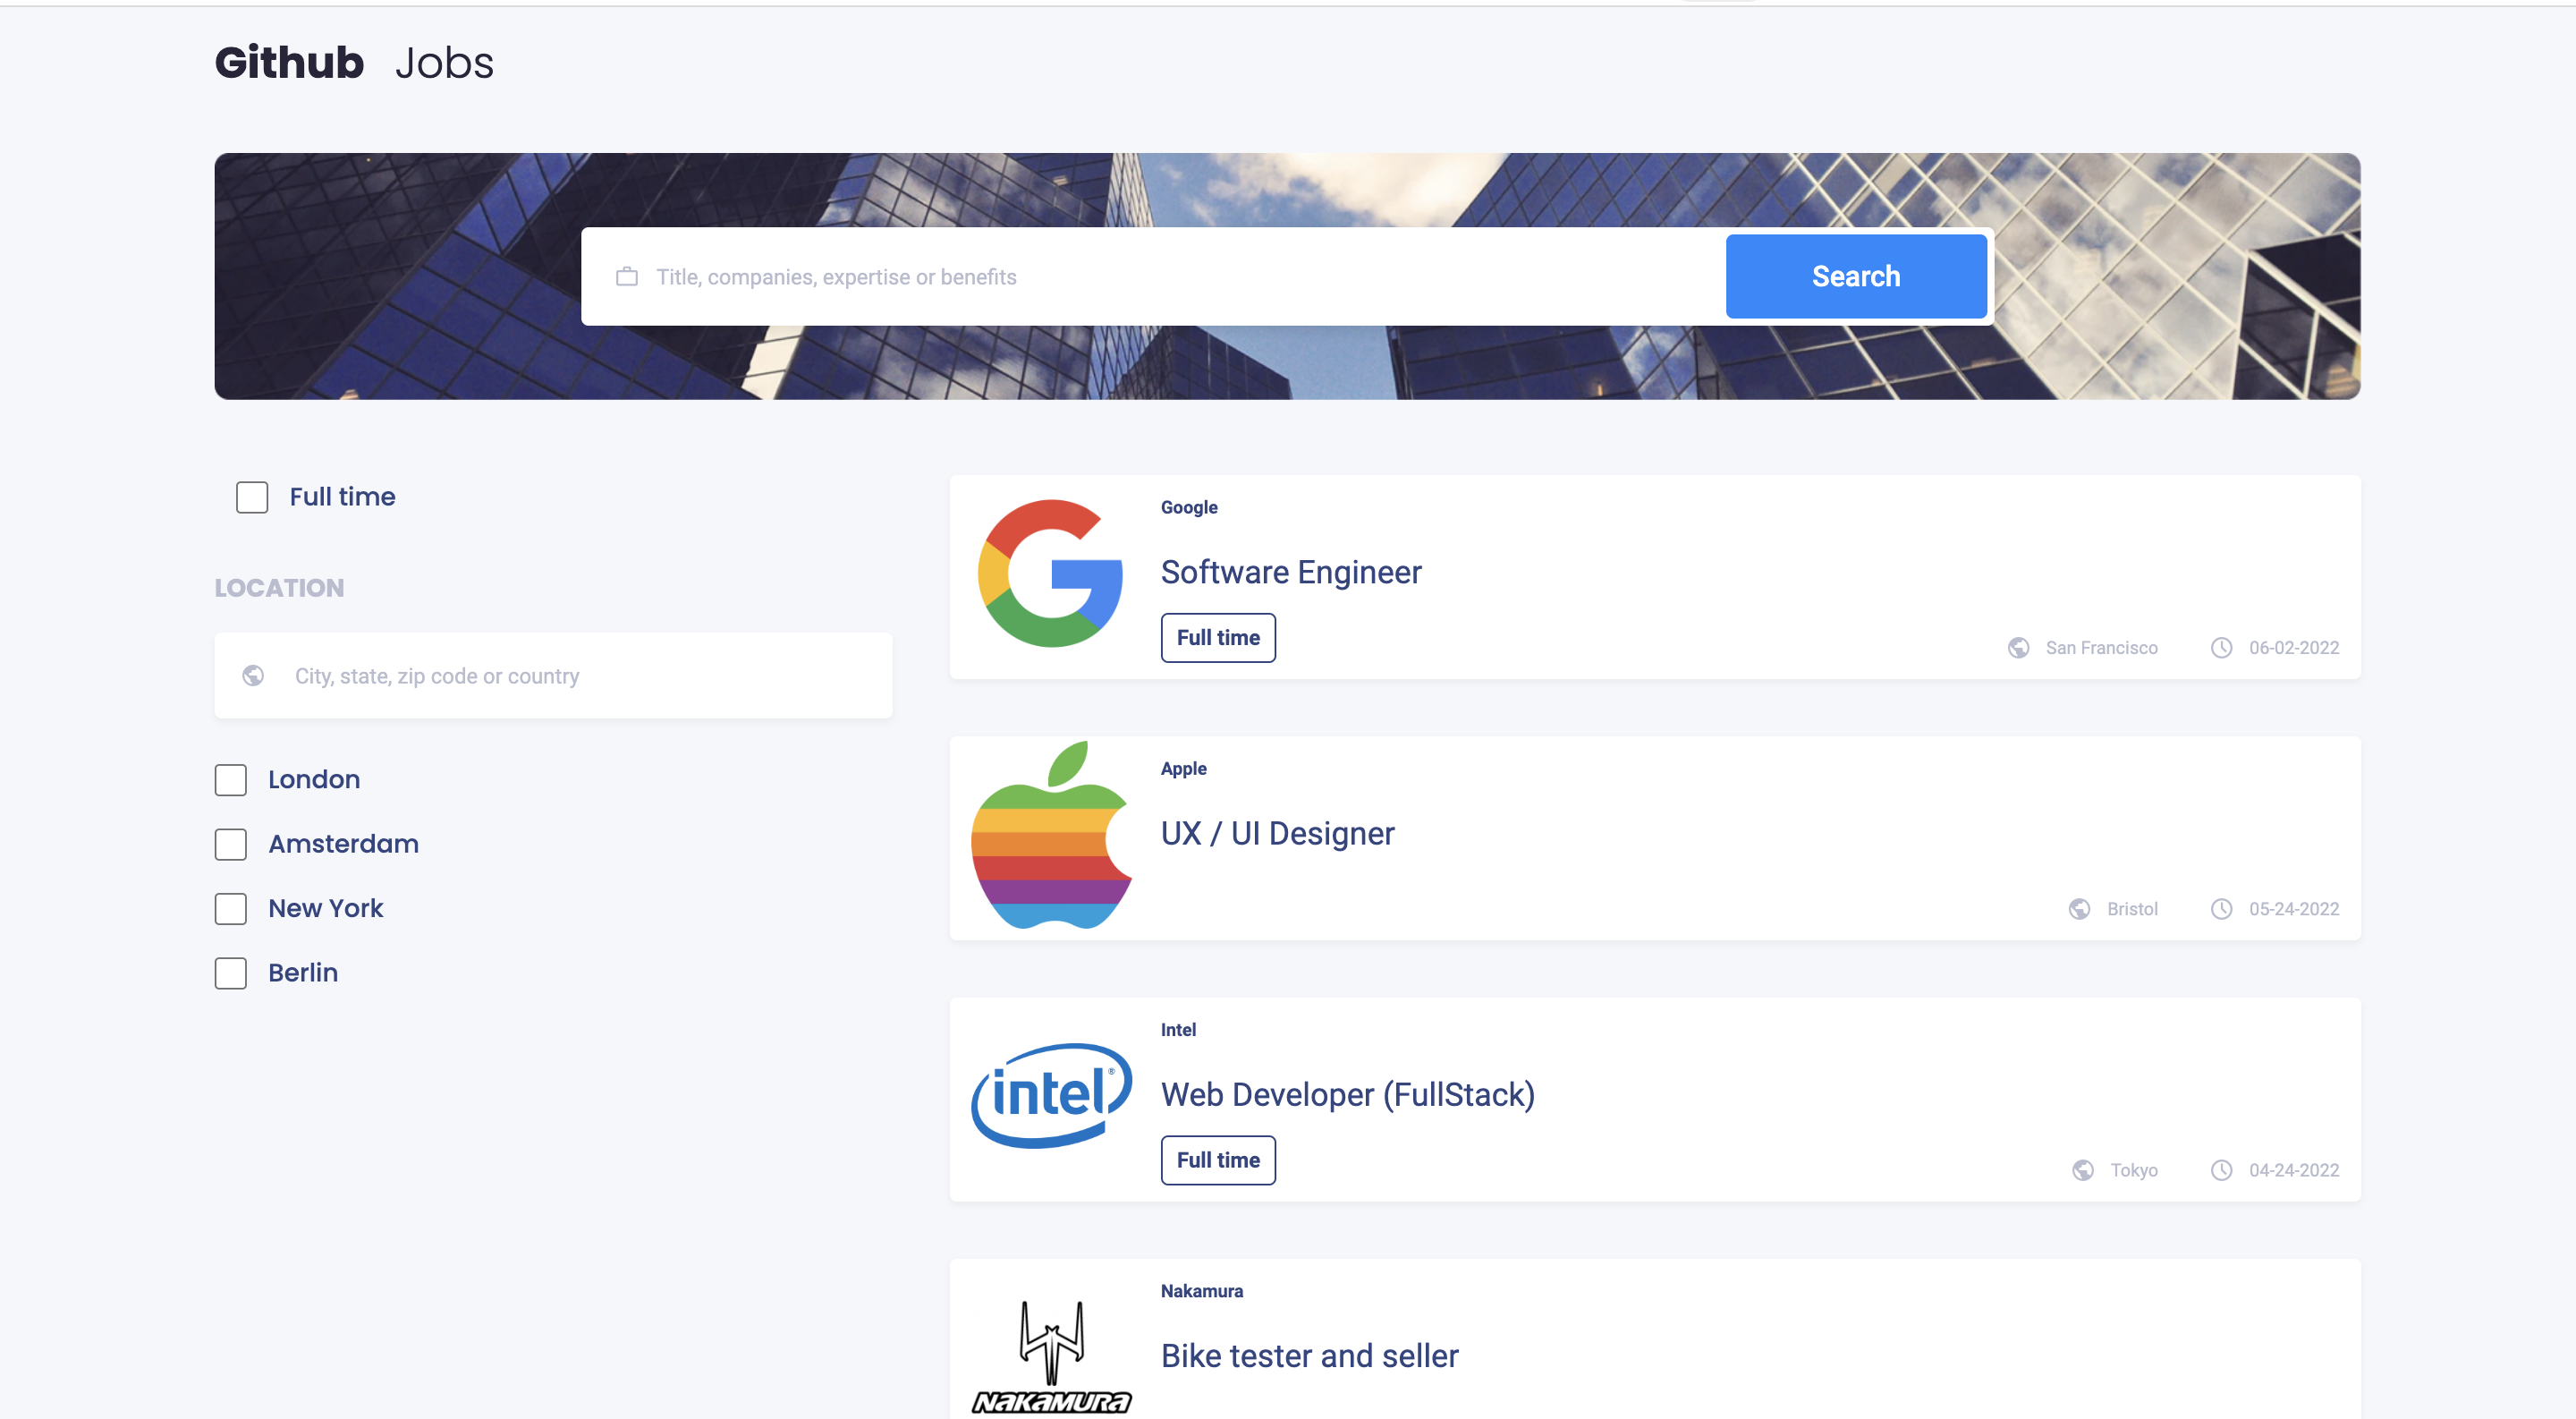 Github Jobs
Title, companies, expertise or benefits
Search
Full time
LOCATION
City, state, zip code or country
London
Amsterdam
New York
Berlin
Google
Software Engineer
Full time
San Francisco
06-02-2022
Apple
UX / UI Designer
Bristol
05-24-2022
intel®
Intel
Web Developer (FullStack)
Full time
Tokyo
04-24-2022
NAKAMURA
Nakamura
Bike tester and seller